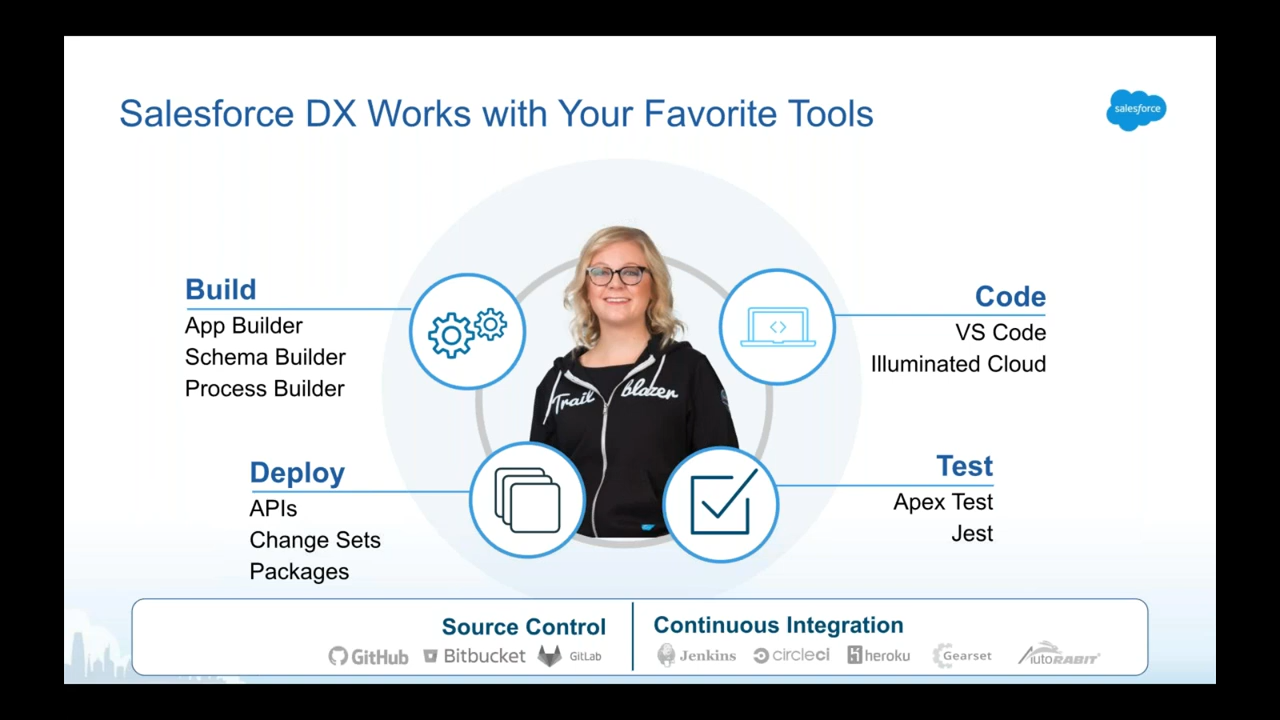 Salesforce DX Works with Your Favorite Tools
salesforce
Build
App Builder
Schema Builder
Process Builder
Code
VS Code
Illuminated Cloud
Trail blazer
Deploy
APIs
Change Sets
Packages
Test
Apex Test
Jest
Source Control
GitHub Bitbucket GitLab
Continuous Integration
Jenkins circleci heroku Gearset AutoRABIT